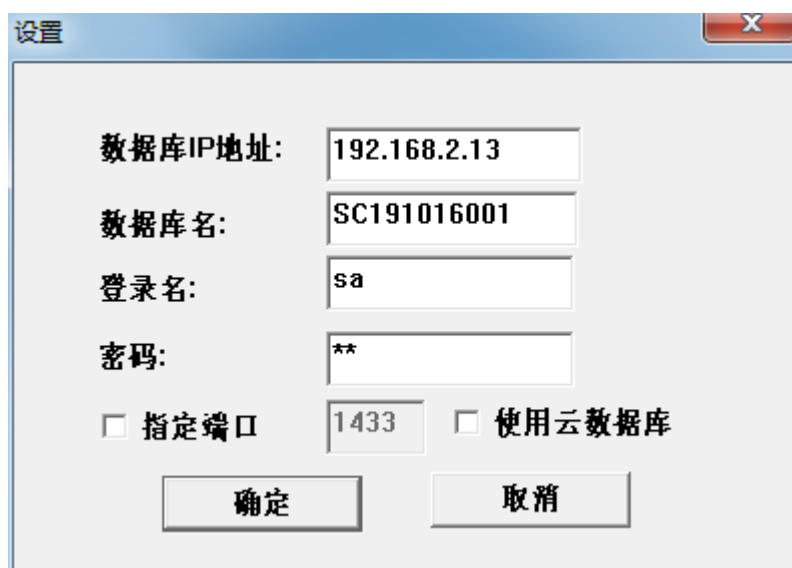 设置
数据库IP地址: 192.168.2.13
数据库名: SC191016001
登录名: sa
密码: **
指定端口 1433 使用云数据库
确定 取消